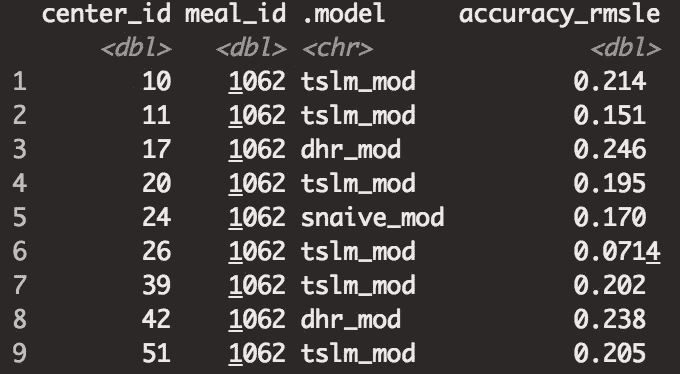 center_id meal_id .model accuracy_rmsle
<dbl> <dbl> <chr> <dbl>
1 10 1062 tslm_mod 0.214
2 11 1062 tslm_mod 0.151
3 17 1062 dhr_mod 0.246
4 20 1062 tslm_mod 0.195
5 24 1062 snaive_mod 0.170
6 26 1062 tslm_mod 0.0714
7 39 1062 tslm_mod 0.202
8 42 1062 dhr_mod 0.238
9 51 1062 tslm_mod 0.205